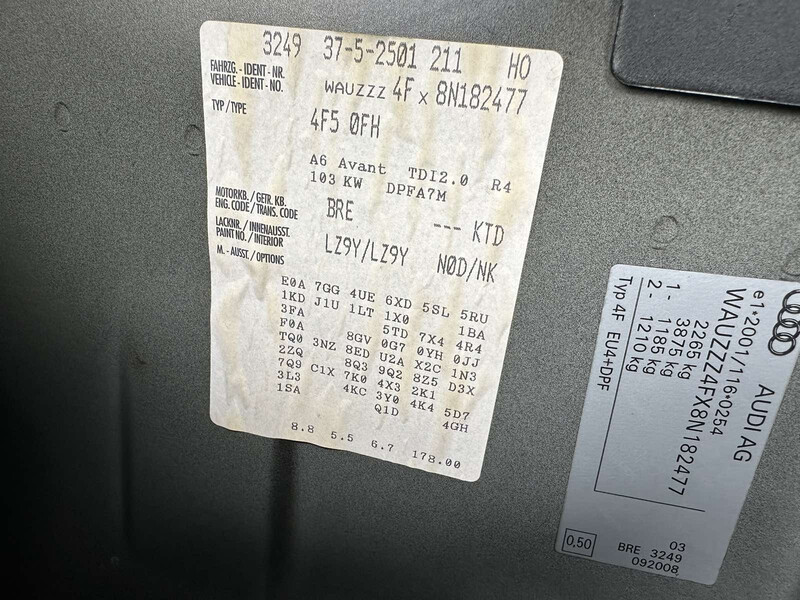 3249 37-5-2501 211 HO
FAHRZG.-IDENT-NR.
VEHICLE-IDENT-NO.
WAUZZZ 4F x 8N182477
TYP/TYPE
4F5 0FH
A6 Avant TDI2.0 R4
103 KW DPFA7M
MOTORKB./GETR.KB.
ENG.CODE/TRANS.CODE
BRE --- KTD
LACKNR./INNENAUSST.
PAINT NO./INTERIOR
LZ9Y/LZ9Y N0D/NK
M.-AUSST./OPTIONS
E0A 7GG 4UE 6XD 5SL 5RU
1KD J1U 1LT 1X0 1BA
3FA 5TD 7X4 4R4
F0A 8GV 0G7 0YH 0JJ
TQ0 3NZ 8ED U2A X2C 1N3
2ZQ 8Q3 9Q2 8Z5 D3X
7Q9 C1X 7K0 4X3 2K1
3L3 4KC 3Y0 4K4 5D7
1SA Q1D 4GH
8.8 5.5 6.7 178.00
AUDI AG
e1*2001/116*0254
WAUZZZ4FX8N182477
2265 kg
3875 kg
1- 1185 kg
2- 1210 kg
Typ 4F EU4+DPF
0,50
03
BRE 3249
092008